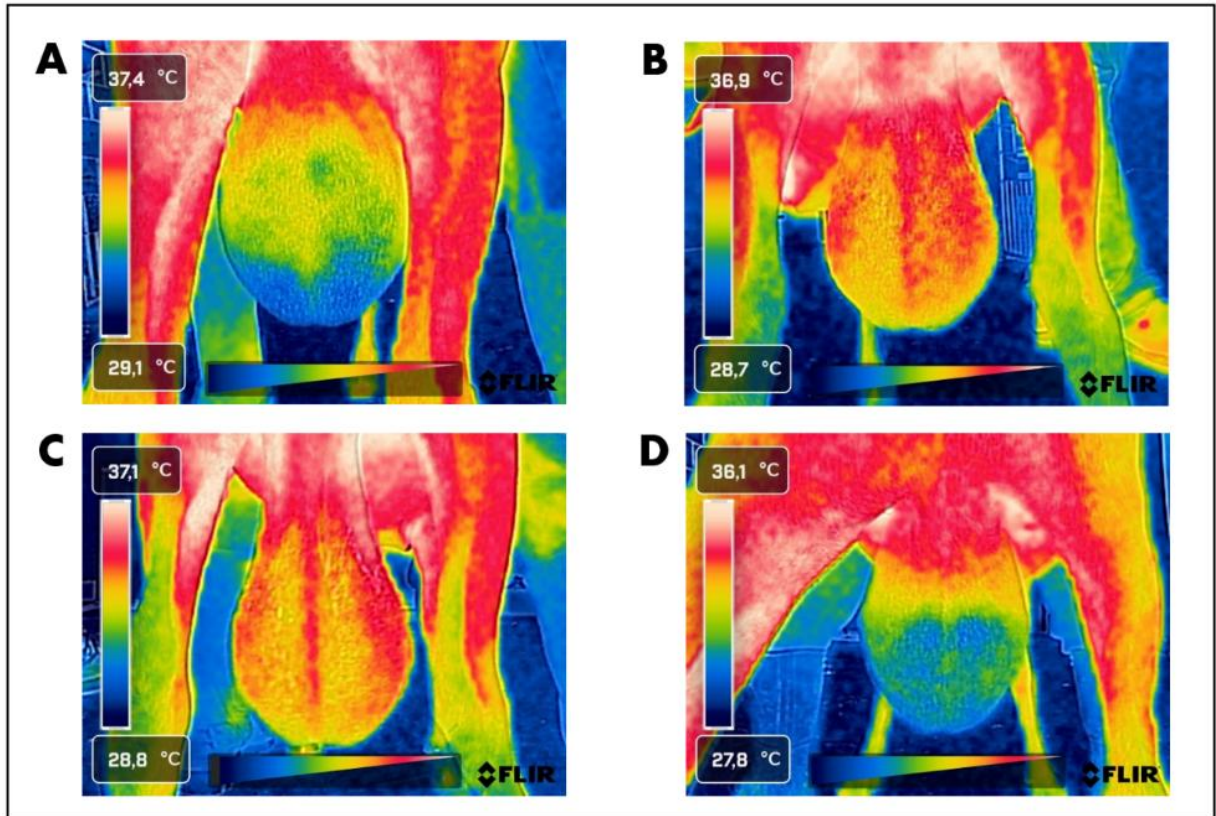 A
37,4 °C
29,1 °C
FLIR
B
36,9 °C
28,7 °C
FLIR
C
37,1 °C
28,8 °C
FLIR
D
36,1 °C
27,8 °C
FLIR